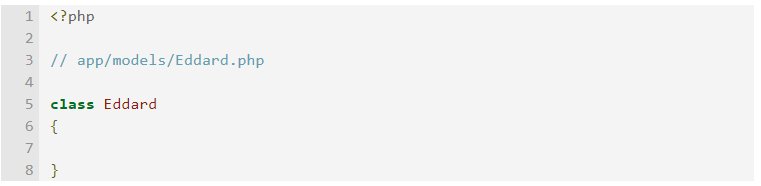 1 <?php
2
3 // app/models/Eddard.php
4
5 class Eddard
6 {
7
8 }